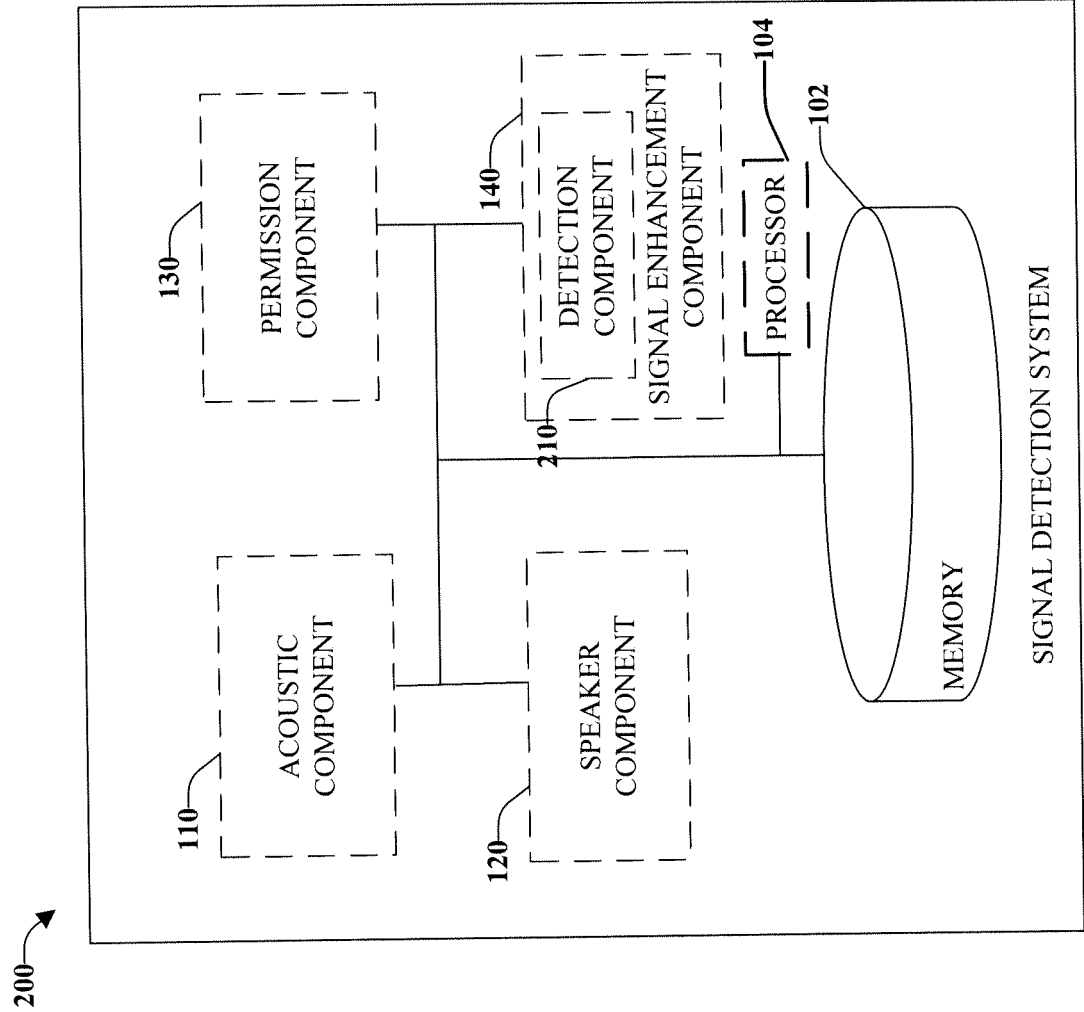 200
110
ACOUSTIC
COMPONENT
130
PERMISSION
COMPONENT
120
SPEAKER
COMPONENT
140
210
DETECTION
COMPONENT
SIGNAL ENHANCEMENT
COMPONENT
PROCESSOR
104
102
MEMORY
SIGNAL DETECTION SYSTEM